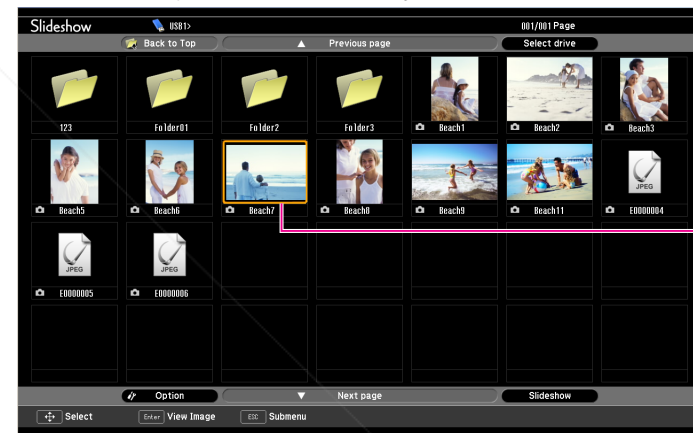 Slideshow USB1> 001/001 Page
Back to Top ▲ Previous page Select drive
123 Folder01 Folder2 Folder3 Beach1 Beach2 Beach3
JPEG
Beach5 Beach6 Beach7 Beach8 Beach9 Beach11 E0000004
JPEG JPEG
E0000005 E0000006
Option ▼ Next page Slideshow
Select Enter View Image ESC Submenu